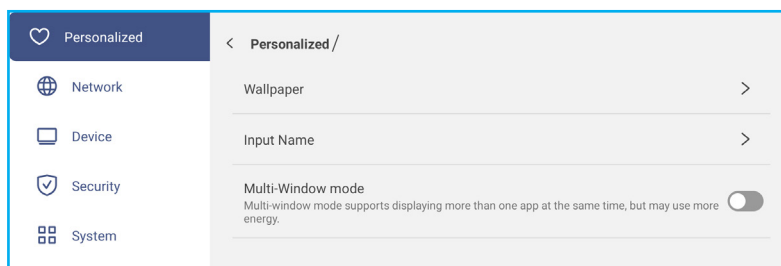 Personalized
Network
Device
Security
System
Personalized /
Wallpaper
Input Name
Multi-Window mode
Multi-window mode supports displaying more than one app at the same time, but may use more
energy.